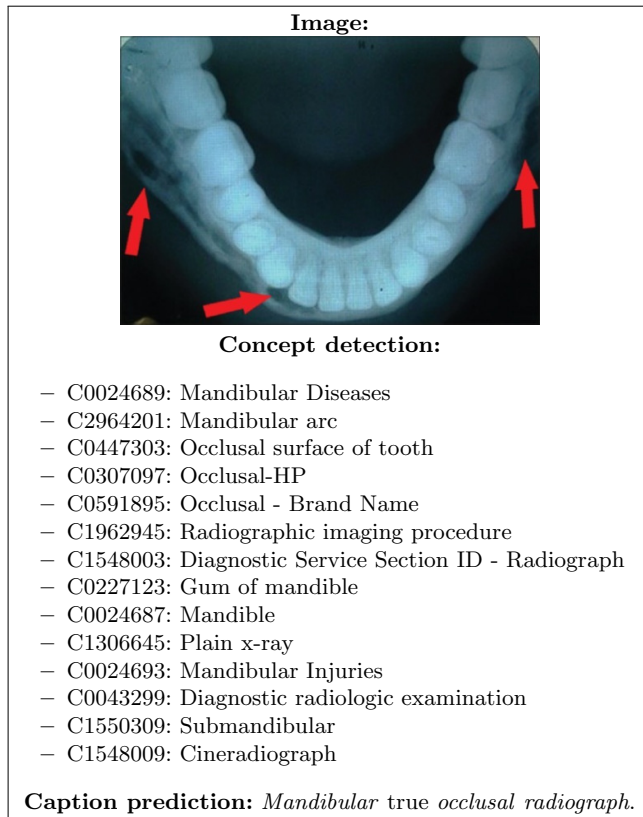 Image:
Concept detection:
– C0024689: Mandibular Diseases
– C2964201: Mandibular arc
– C0447303: Occlusal surface of tooth
– C0307097: Occlusal-HP
– C0591895: Occlusal - Brand Name
– C1962945: Radiographic imaging procedure
– C1548003: Diagnostic Service Section ID - Radiograph
– C0227123: Gum of mandible
– C0024687: Mandible
– C1306645: Plain x-ray
– C0024693: Mandibular Injuries
– C0043299: Diagnostic radiologic examination
– C1550309: Submandibular
– C1548009: Cineradiograph
Caption prediction: Mandibular true occlusal radiograph.